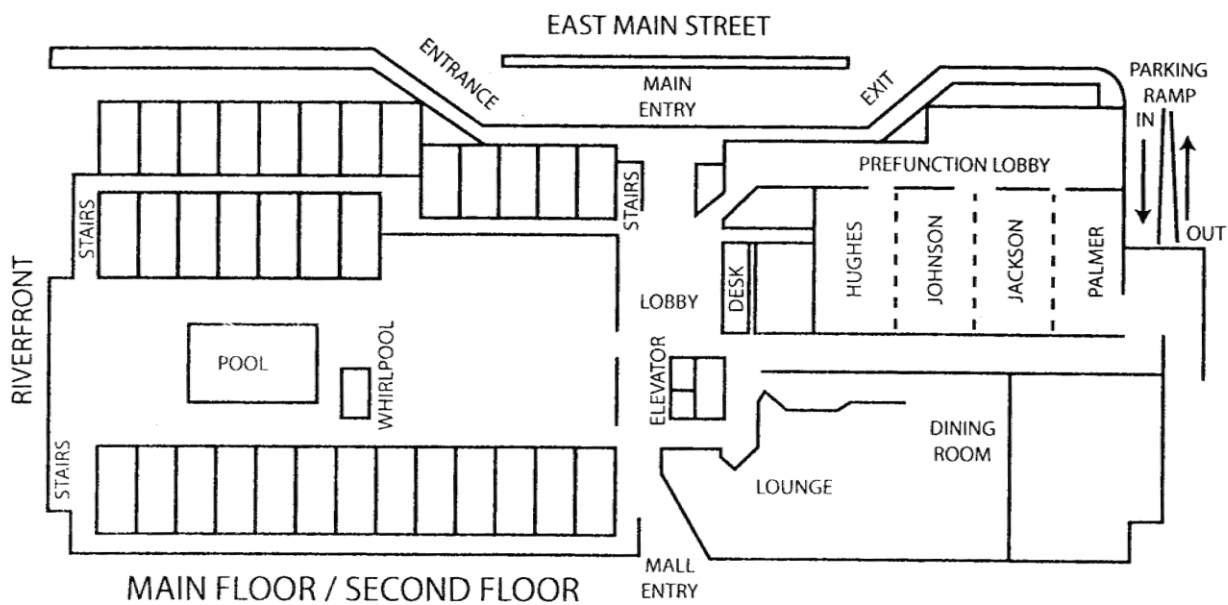 EAST MAIN STREET
ENTRANCE
MAIN
ENTRY
EXIT
PARKING
RAMP
IN
OUT
PREFUNCTION LOBBY
STAIRS
STAIRS
HUGHES
JOHNSON
JACKSON
PALMER
RIVERFRONT
LOBBY
DESK
POOL
WHIRLPOOL
ELEVATOR
DINING
ROOM
STAIRS
LOUNGE
MALL
ENTRY
MAIN FLOOR / SECOND FLOOR